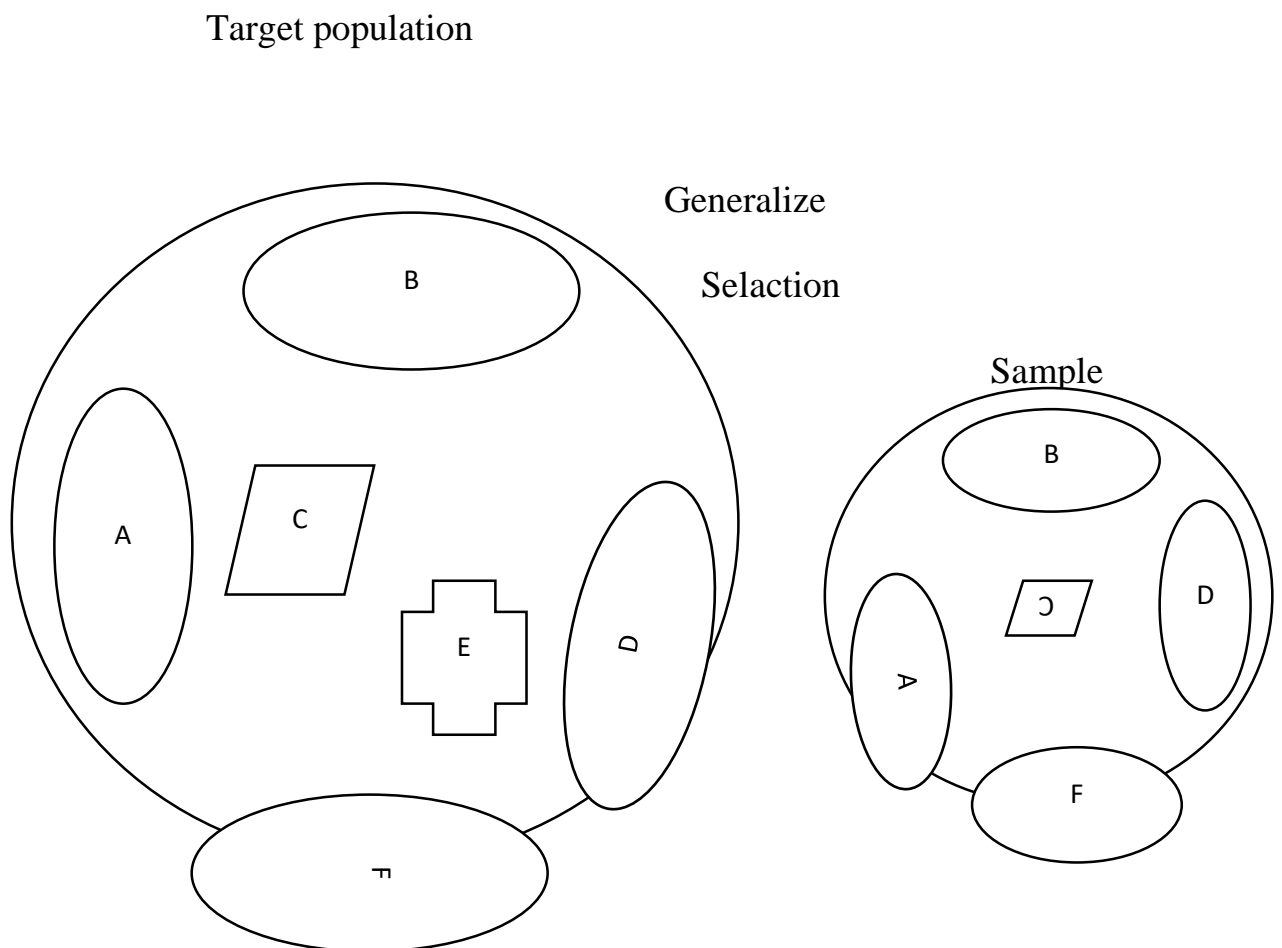 Target population
Generalize
Selaction
B
A
C
E
D
F
Sample
B
D
C
A
F